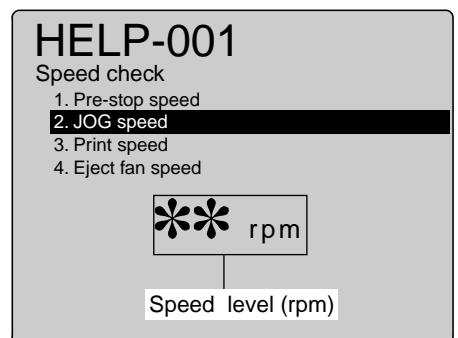 HELP-001
Speed check
1. Pre-stop speed
2. JOG speed
3. Print speed
4. Eject fan speed
** rpm
Speed level (rpm)